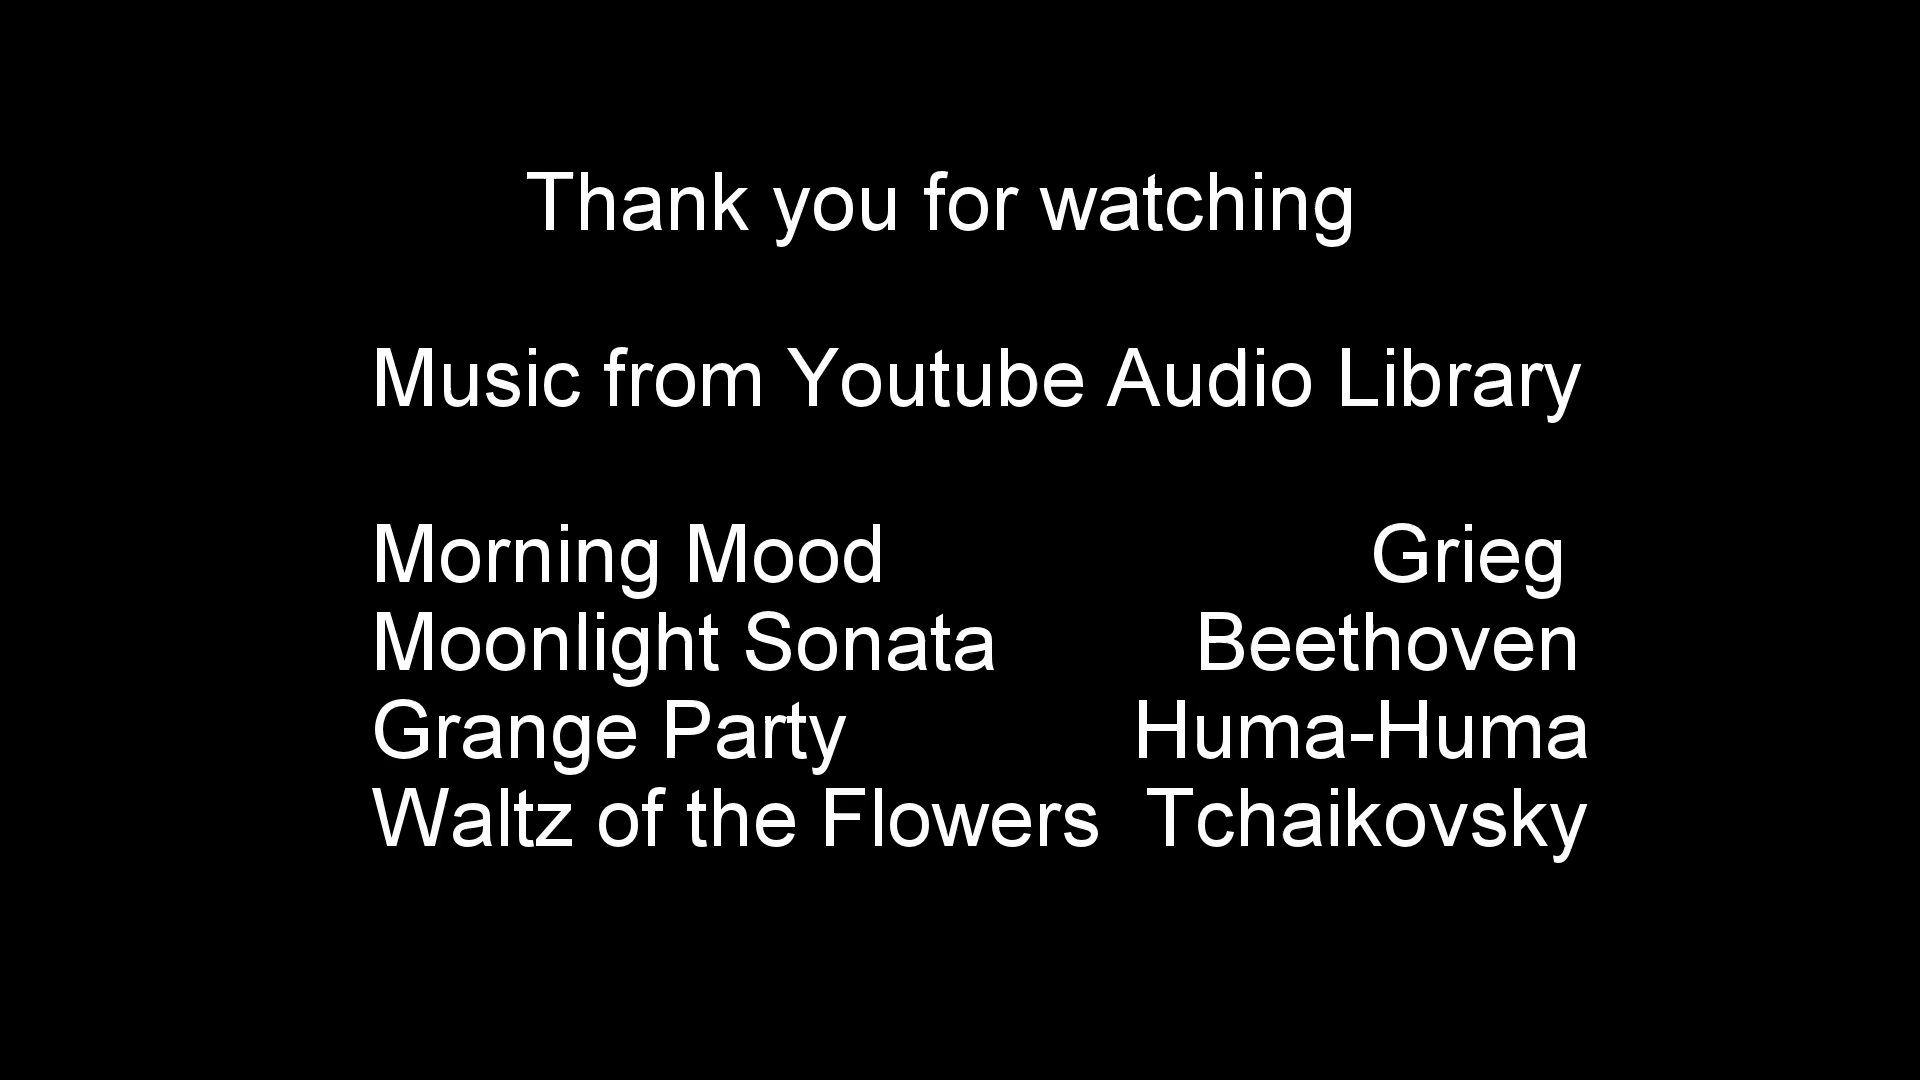 Thank you for watching
Music from Youtube Audio Library
Morning Mood Grieg
Moonlight Sonata Beethoven
Grange Party Huma-Huma
Waltz of the Flowers Tchaikovsky